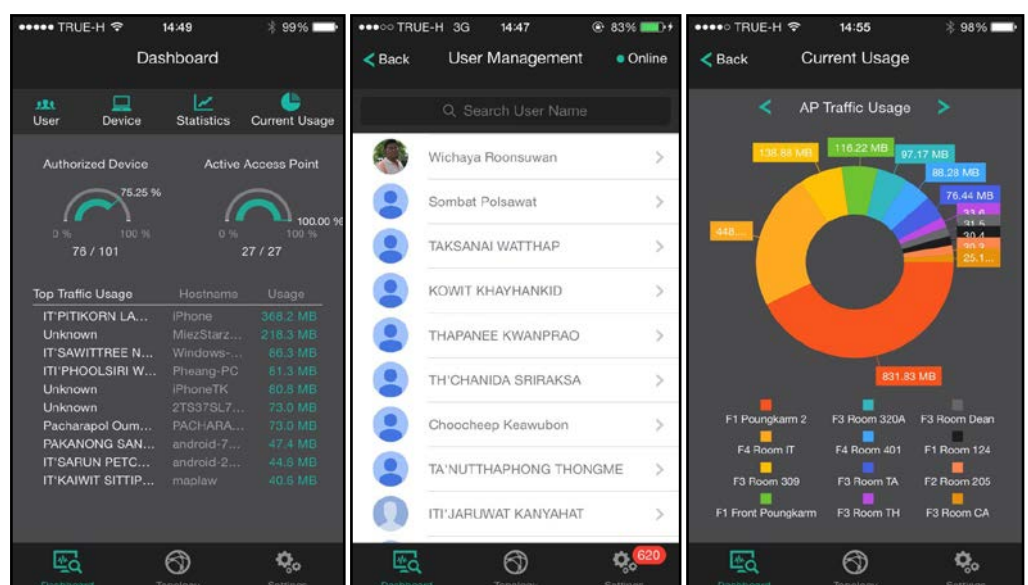 TRUE-H 14:49 99%
Dashboard
User Device Statistics Current Usage
Authorized Device Active Access Point
75.25 %
100.00 %
0 % 100 % 0 % 100 %
76 / 101 27 / 27
Top Traffic Usage Hostname Usage
IT'PITIKORN LA... iPhone 368.2 MB
Unknown MiezStarz... 218.3 MB
IT'SAWITTREE N... Windows-... 86.3 MB
ITI'PHOOLSIRI W... Pheang-PC 81.3 MB
Unknown iPhoneTK 80.8 MB
Unknown 2TS37SL7... 73.0 MB
Pacharapol Oum... PACHARA... 73.0 MB
PAKANONG SAN... android-7... 47.4 MB
IT'SARUN PETC... android-2... 44.6 MB
IT'KAIWIT SITTIP... maplaw 40.6 MB
TRUE-H 3G 14:47 83%
Back User Management Online
Search User Name
Wichaya Roonsuwan
Sombat Polsawat
TAKSANAI WATTHAP
KOWIT KHAYHANKID
THAPANEE KWANPRAO
TH'CHANIDA SRIRAKSA
Choocheep Keawubon
TA'NUTTHAPHONG THONGME
ITI'JARUWAT KANYAHAT
620
TRUE-H 14:55 98%
Back Current Usage
AP Traffic Usage
138.88 MB 116.22 MB 97.17 MB
88.28 MB
76.44 MB
33.6
31.5
448... 30.4
25.1...
831.83 MB
F1 Poungkarm 2 F3 Room 320A F3 Room Dean
F4 Room IT F4 Room 401 F1 Room 124
F3 Room 309 F3 Room TA F2 Room 205
F1 Front Poungkarm F3 Room TH F3 Room CA